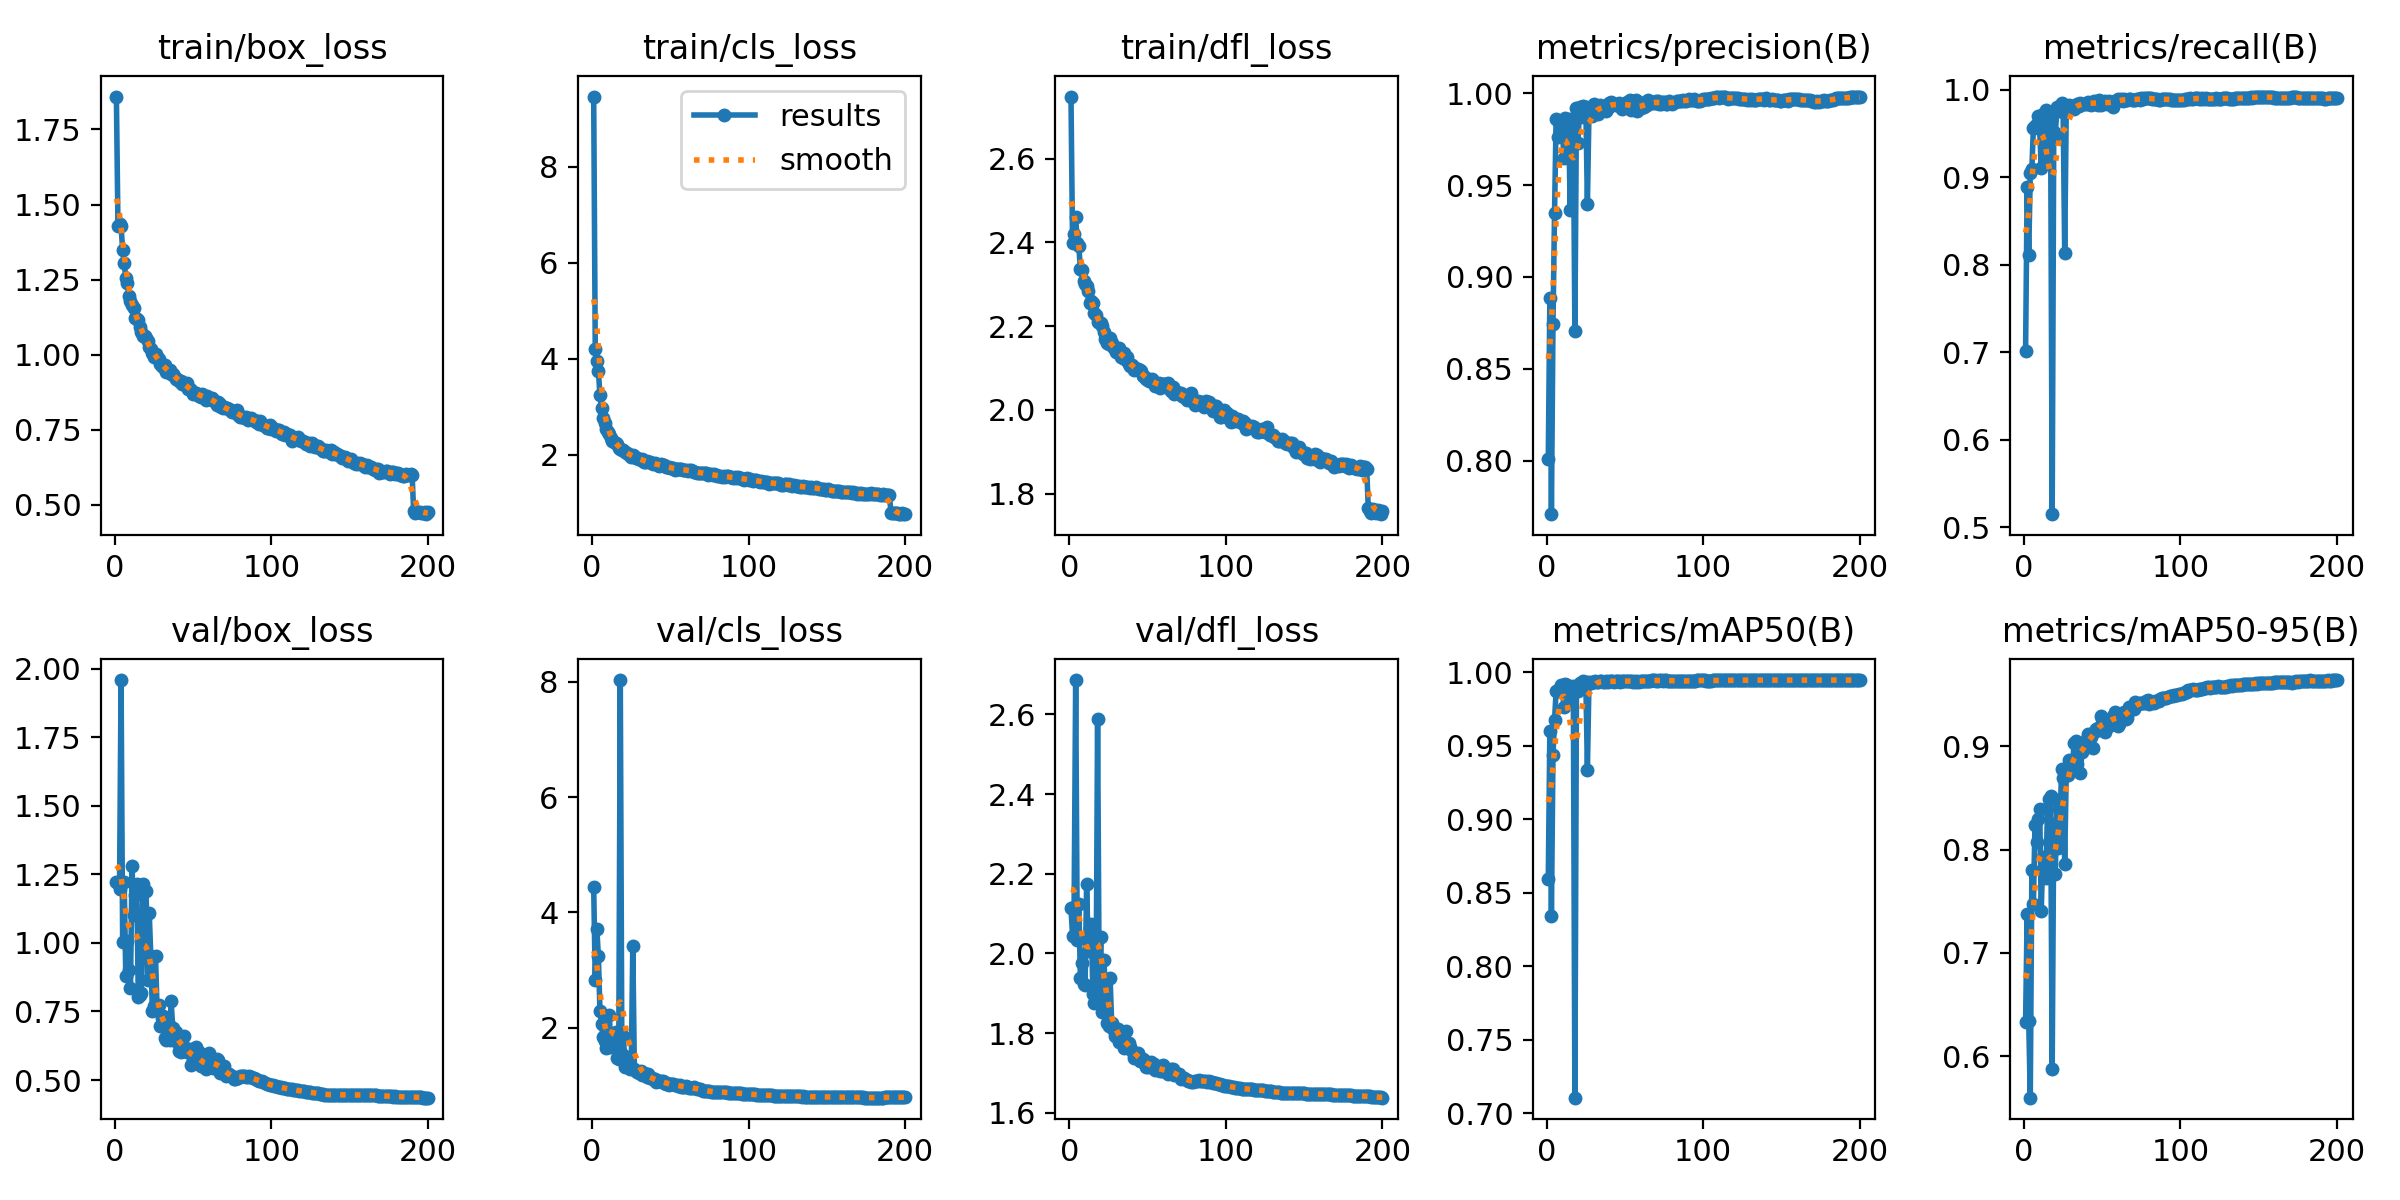 train/box_loss
train/cls_loss
train/dfl_loss
metrics/precision(B)
metrics/recall(B)
1.75
1.50
1.25
1.00
0.75
0.50
0 100 200
results
smooth
8
6
4
2
0 100 200
2.6
2.4
2.2
2.0
1.8
0 100 200
1.00
0.95
0.90
0.85
0.80
0 100 200
1.0
0.9
0.8
0.7
0.6
0.5
0 100 200
val/box_loss
val/cls_loss
val/dfl_loss
metrics/mAP50(B)
metrics/mAP50-95(B)
2.00
1.75
1.50
1.25
1.00
0.75
0.50
0 100 200
8
6
4
2
0 100 200
2.6
2.4
2.2
2.0
1.8
1.6
0 100 200
1.00
0.95
0.90
0.85
0.80
0.75
0.70
0 100 200
0.9
0.8
0.7
0.6
0 100 200